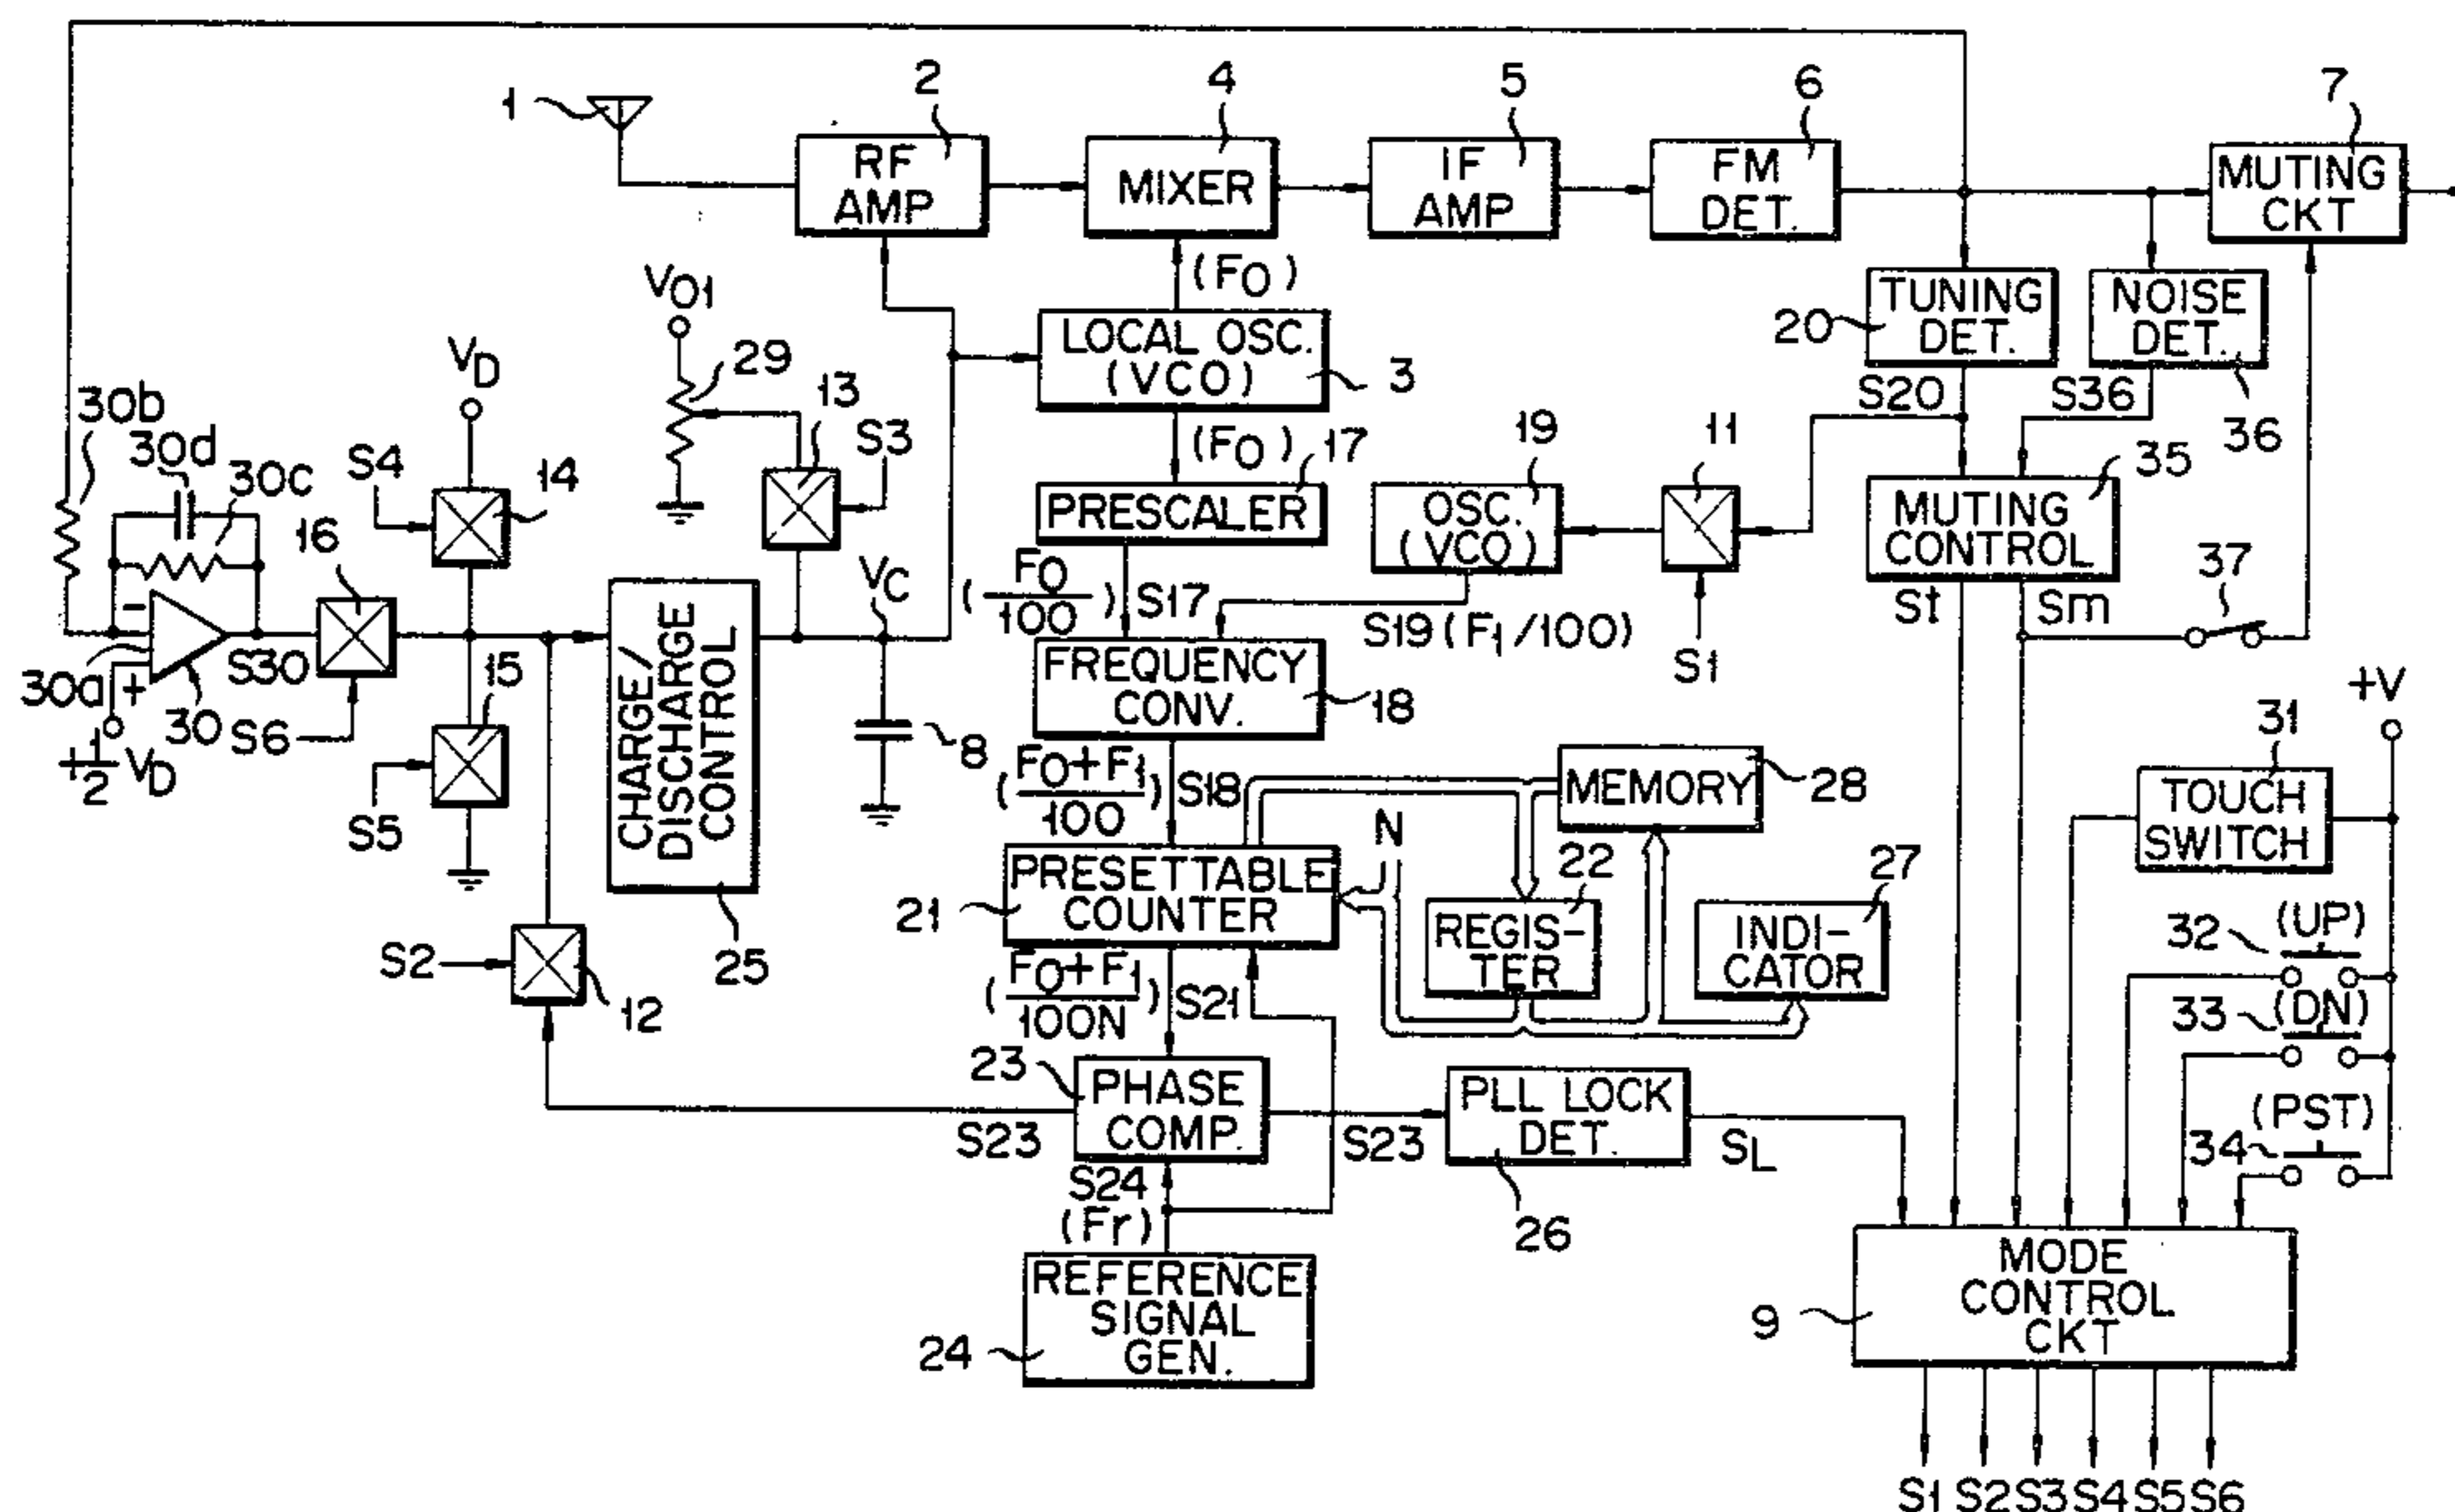 1
2
4
5
6
7
RF
AMP
MIXER
IF
AMP
FM
DET.
MUTING
CKT
(F0)
V01
LOCAL OSC.
(VCO)
3
TUNING
DET.
20
NOISE
DET.
36
S20
S36
VD
29
13
S3
30b
30d
30c
S4
14
16
(F0)
17
PRESCALER
19
OSC.
(VCO)
11
35
MUTING
CONTROL
St
Sm
37
VC
(F0/100)
S17
S19 (F1/100)
S1
-
30a
+
30
S30
S6
+1/2 VD
15
S5
CHARGE/
DISCHARGE
CONTROL
25
8
FREQUENCY
CONV.
18
(F0+F1/100)
S18
MEMORY
28
+V
31
TOUCH
SWITCH
N
PRESETTABLE
COUNTER
21
22
REGIS-
TER
27
INDI-
CATOR
32
(UP)
33
(DN)
(PST)
34
S2
12
(F0+F1/100N)
S21
23
PHASE
COMP.
S23
S23
PLL LOCK
DET.
SL
26
S24
(Fr)
REFERENCE
SIGNAL
GEN.
24
MODE
CONTROL
CKT
9
S1 S2 S3 S4 S5 S6